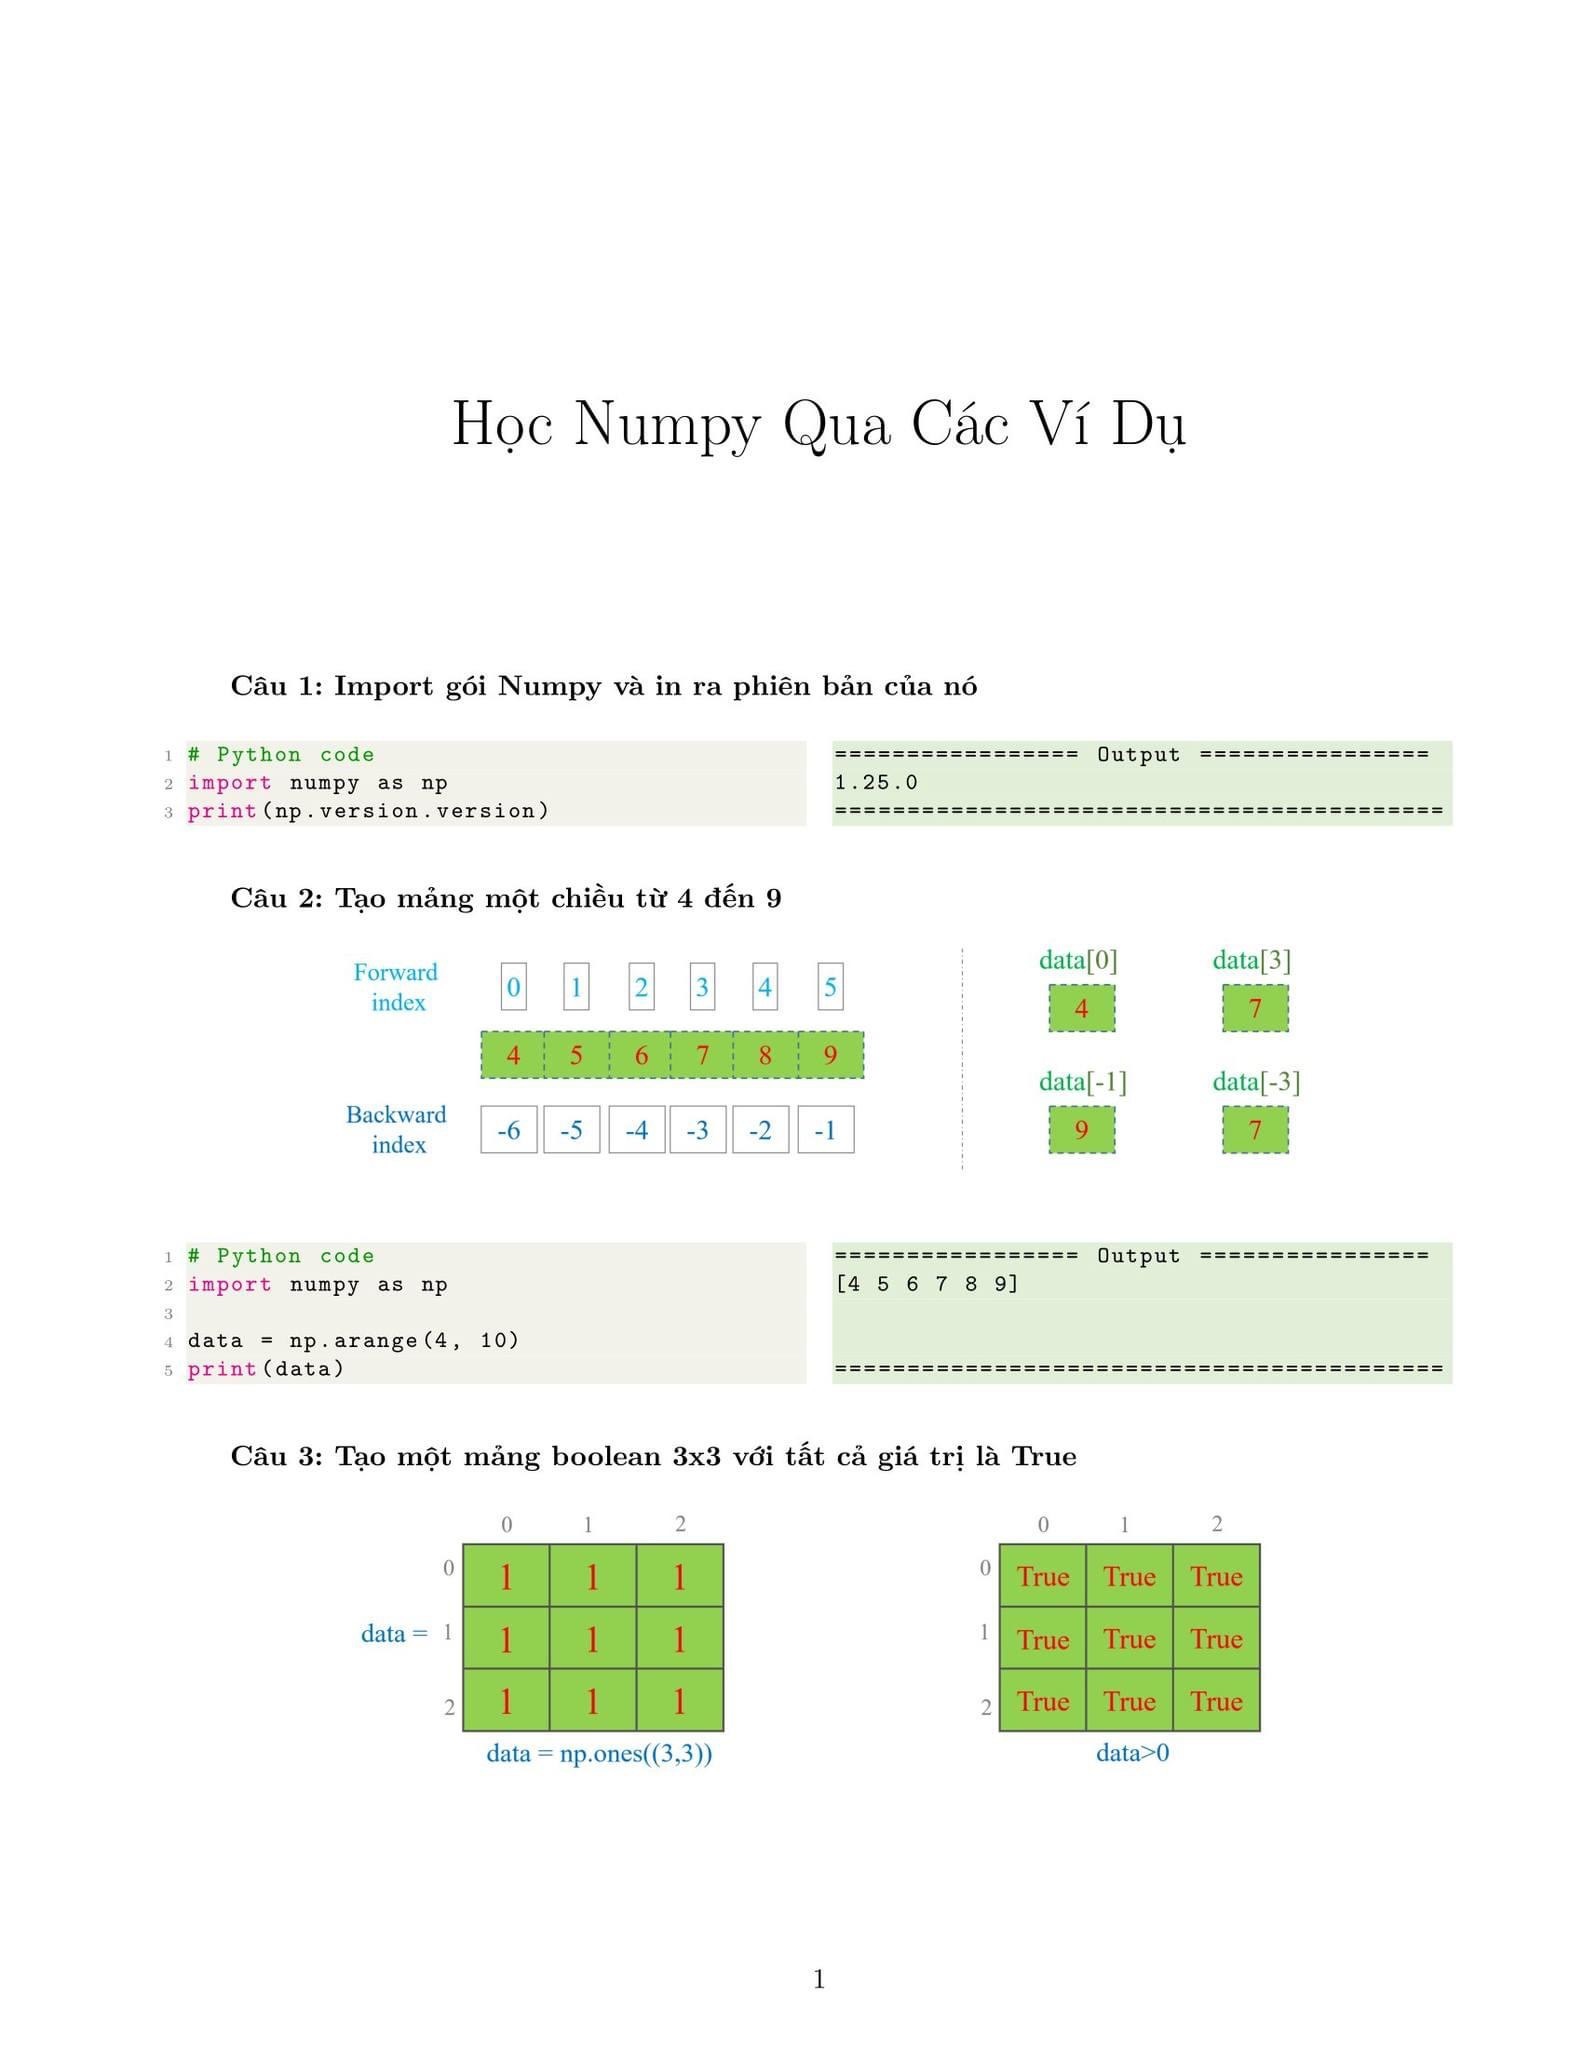 Học Numpy Qua Các Ví Dụ
Câu 1: Import gói Numpy và in ra phiên bản của nó
1 # Python code
2 import numpy as np
3 print(np.version.version)
================= Output ================
1.25.0
==========================================
Câu 2: Tạo mảng một chiều từ 4 đến 9
Forward
index
0 1 2 3 4 5
4 5 6 7 8 9
Backward
index
-6 -5 -4 -3 -2 -1
data[0] data[3]
4 7
data[-1] data[-3]
9 7
1 # Python code
2 import numpy as np
3
4 data = np.arange(4, 10)
5 print(data)
================= Output ================
[4 5 6 7 8 9]
==========================================
Câu 3: Tạo một mảng boolean 3x3 với tất cả giá trị là True
0 1 2
0 1 1 1
data = 1 1 1 1
2 1 1 1
data = np.ones((3,3))
0 1 2
0 True True True
1 True True True
2 True True True
data>0
1